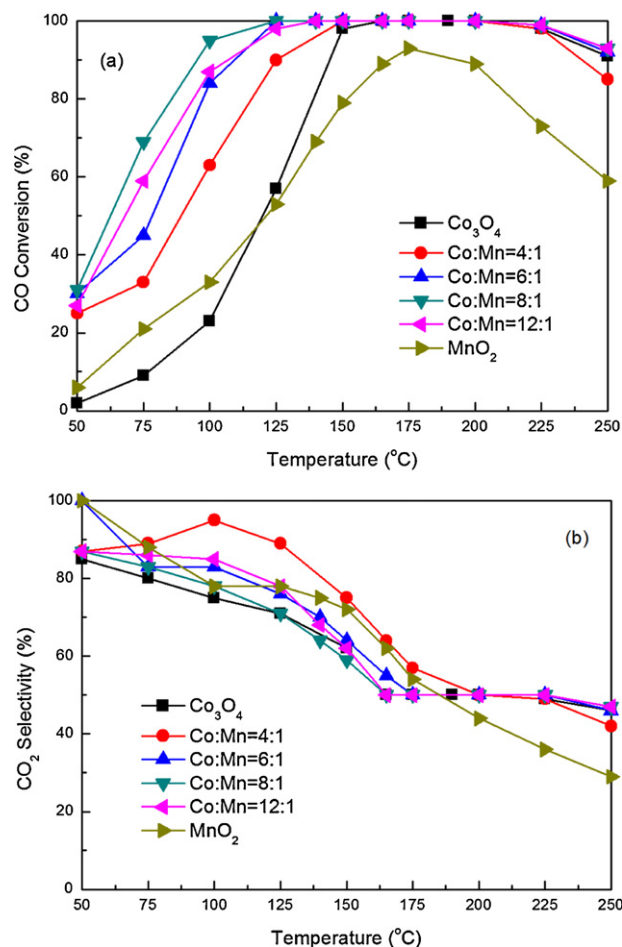 100
(a)
80
CO Conversion (%)
60
40
20
0
Co₃O₄
Co:Mn=4:1
Co:Mn=6:1
Co:Mn=8:1
Co:Mn=12:1
MnO₂
50 75 100 125 150 175 200 225 250
Temperature (°C)
100
(b)
80
CO₂ Selectivity (%)
60
40
20
0
Co₃O₄
Co:Mn=4:1
Co:Mn=6:1
Co:Mn=8:1
Co:Mn=12:1
MnO₂
50 75 100 125 150 175 200 225 250
Temperature (°C)